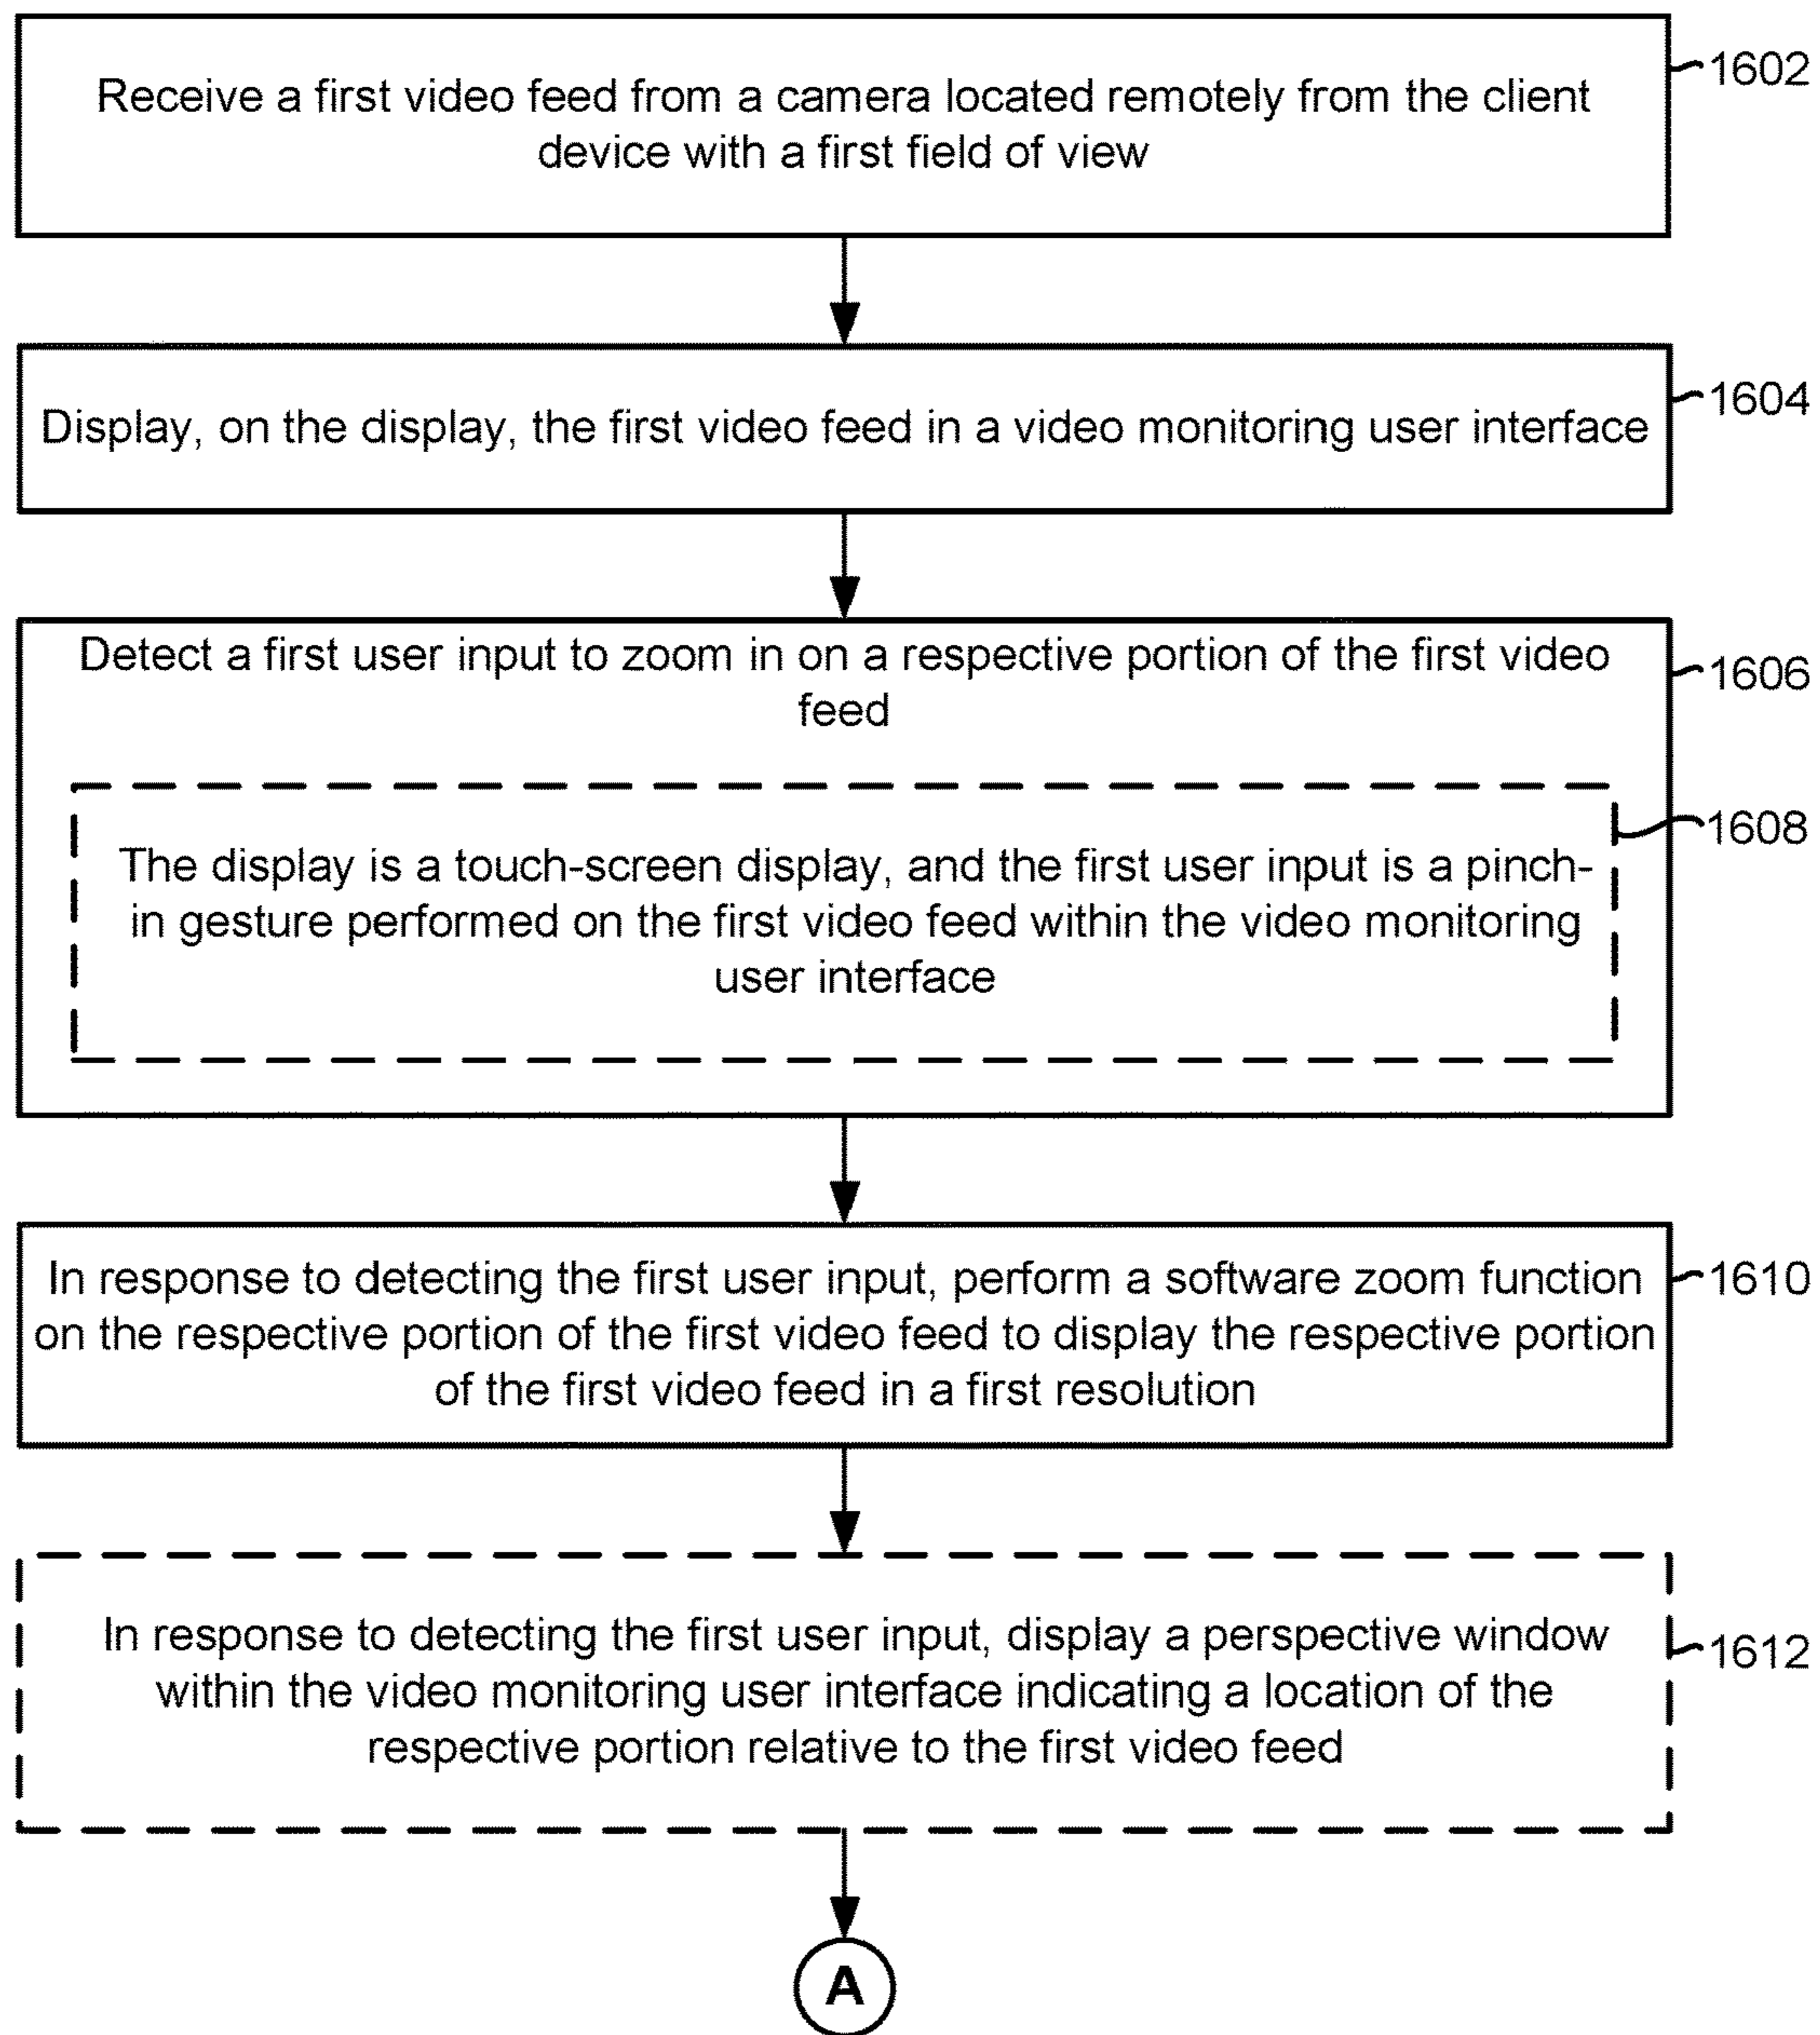 Receive a first video feed from a camera located remotely from the client
device with a first field of view
1602
Display, on the display, the first video feed in a video monitoring user interface
1604
Detect a first user input to zoom in on a respective portion of the first video
feed
1606
The display is a touch-screen display, and the first user input is a pinch-
in gesture performed on the first video feed within the video monitoring
user interface
1608
In response to detecting the first user input, perform a software zoom function
on the respective portion of the first video feed to display the respective portion
of the first video feed in a first resolution
1610
In response to detecting the first user input, display a perspective window
within the video monitoring user interface indicating a location of the
respective portion relative to the first video feed
1612
A